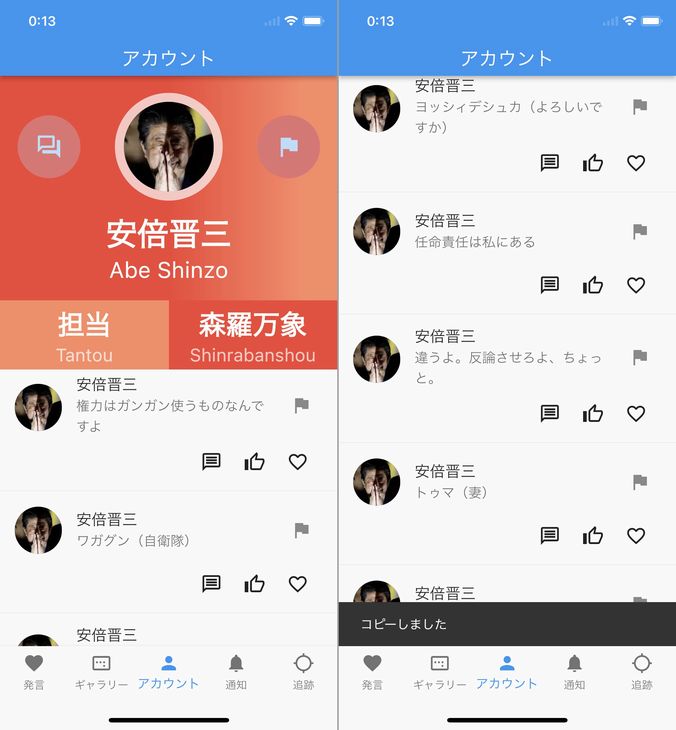 0:13
アカウント
安倍晋三
Abe Shinzo
担当
Tantou
森羅万象
Shinrabanshou
安倍晋三
権力はガンガン使うものなんで
すよ
安倍晋三
ワガグン（自衛隊）
安倍晋三
発言
ギャラリー
アカウント
通知
追跡
0:13
アカウント
安倍晋三
ヨッシィデシュカ（よろしいで
すか）
安倍晋三
任命責任は私にある
安倍晋三
違うよ。反論させろよ、ちょっ
と。
安倍晋三
トゥマ（妻）
安倍晋三
コピーしました
発言
ギャラリー
アカウント
通知
追跡